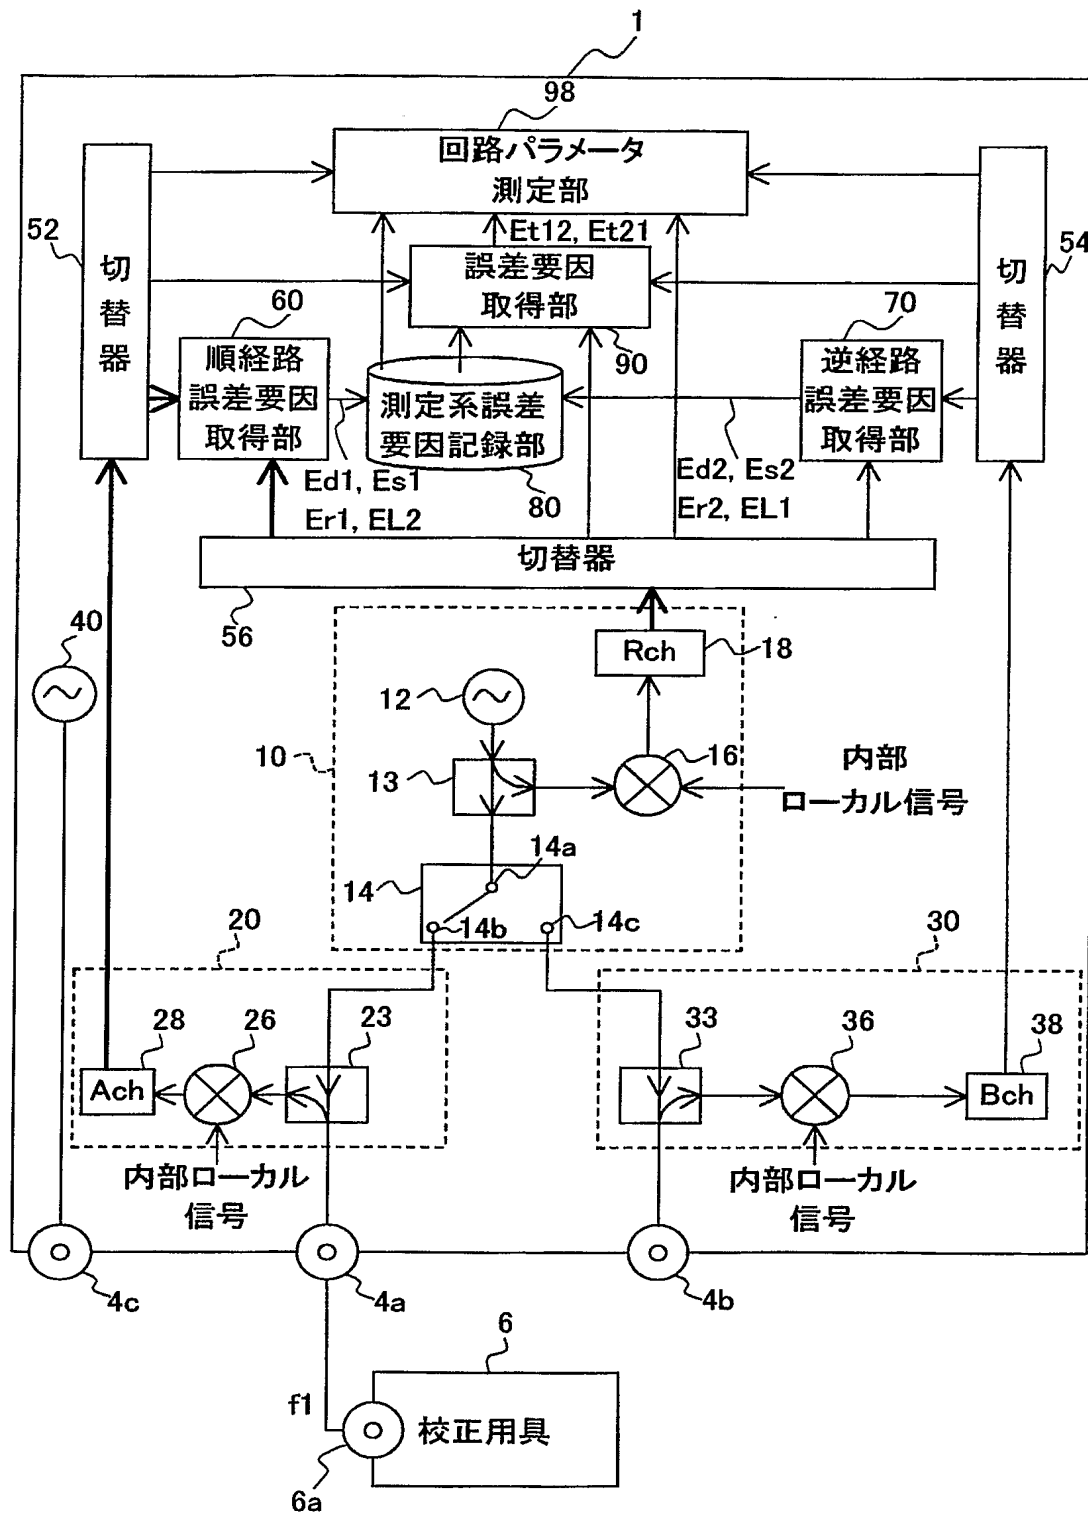 1
98
回路パラメータ
測定部
52
切
替
器
54
切
替
器
Et12, Et21
誤差要因
取得部
90
60
順経路
誤差要因
取得部
70
逆経路
誤差要因
取得部
測定系誤差
要因記録部
80
Ed1, Es1
Er1, EL2
Ed2, Es2
Er2, EL1
切替器
56
40
Rch
18
12
10
13
16
内部
ローカル信号
14
14a
14b
14c
20
30
28
26
23
33
36
38
Ach
Bch
内部ローカル
信号
内部ローカル
信号
4c
4a
4b
6
f1
校正用具
6a